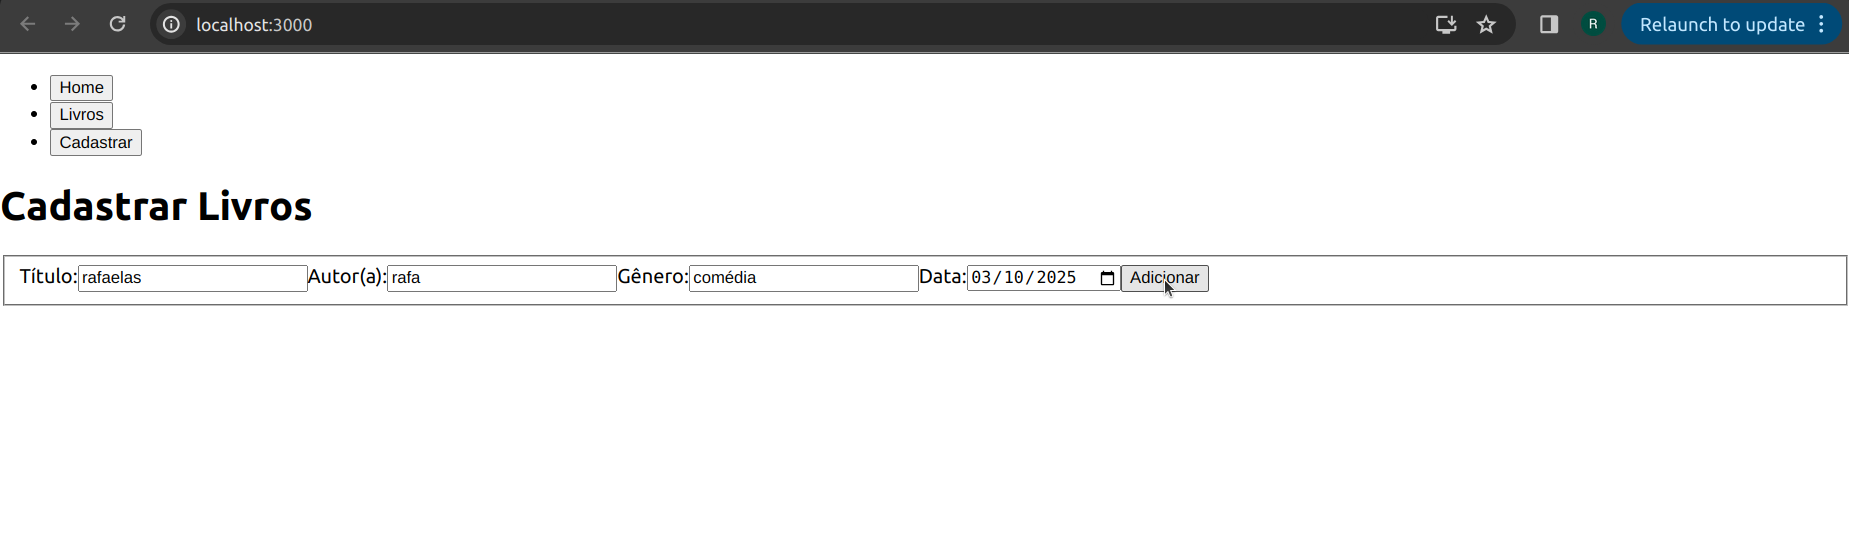 localhost:3000 R Relaunch to update
Home
Livros
Cadastrar
Cadastrar Livros
Título: rafaelas Autor(a): rafa Gênero: comédia Data: 03/10/2025 Adicionar